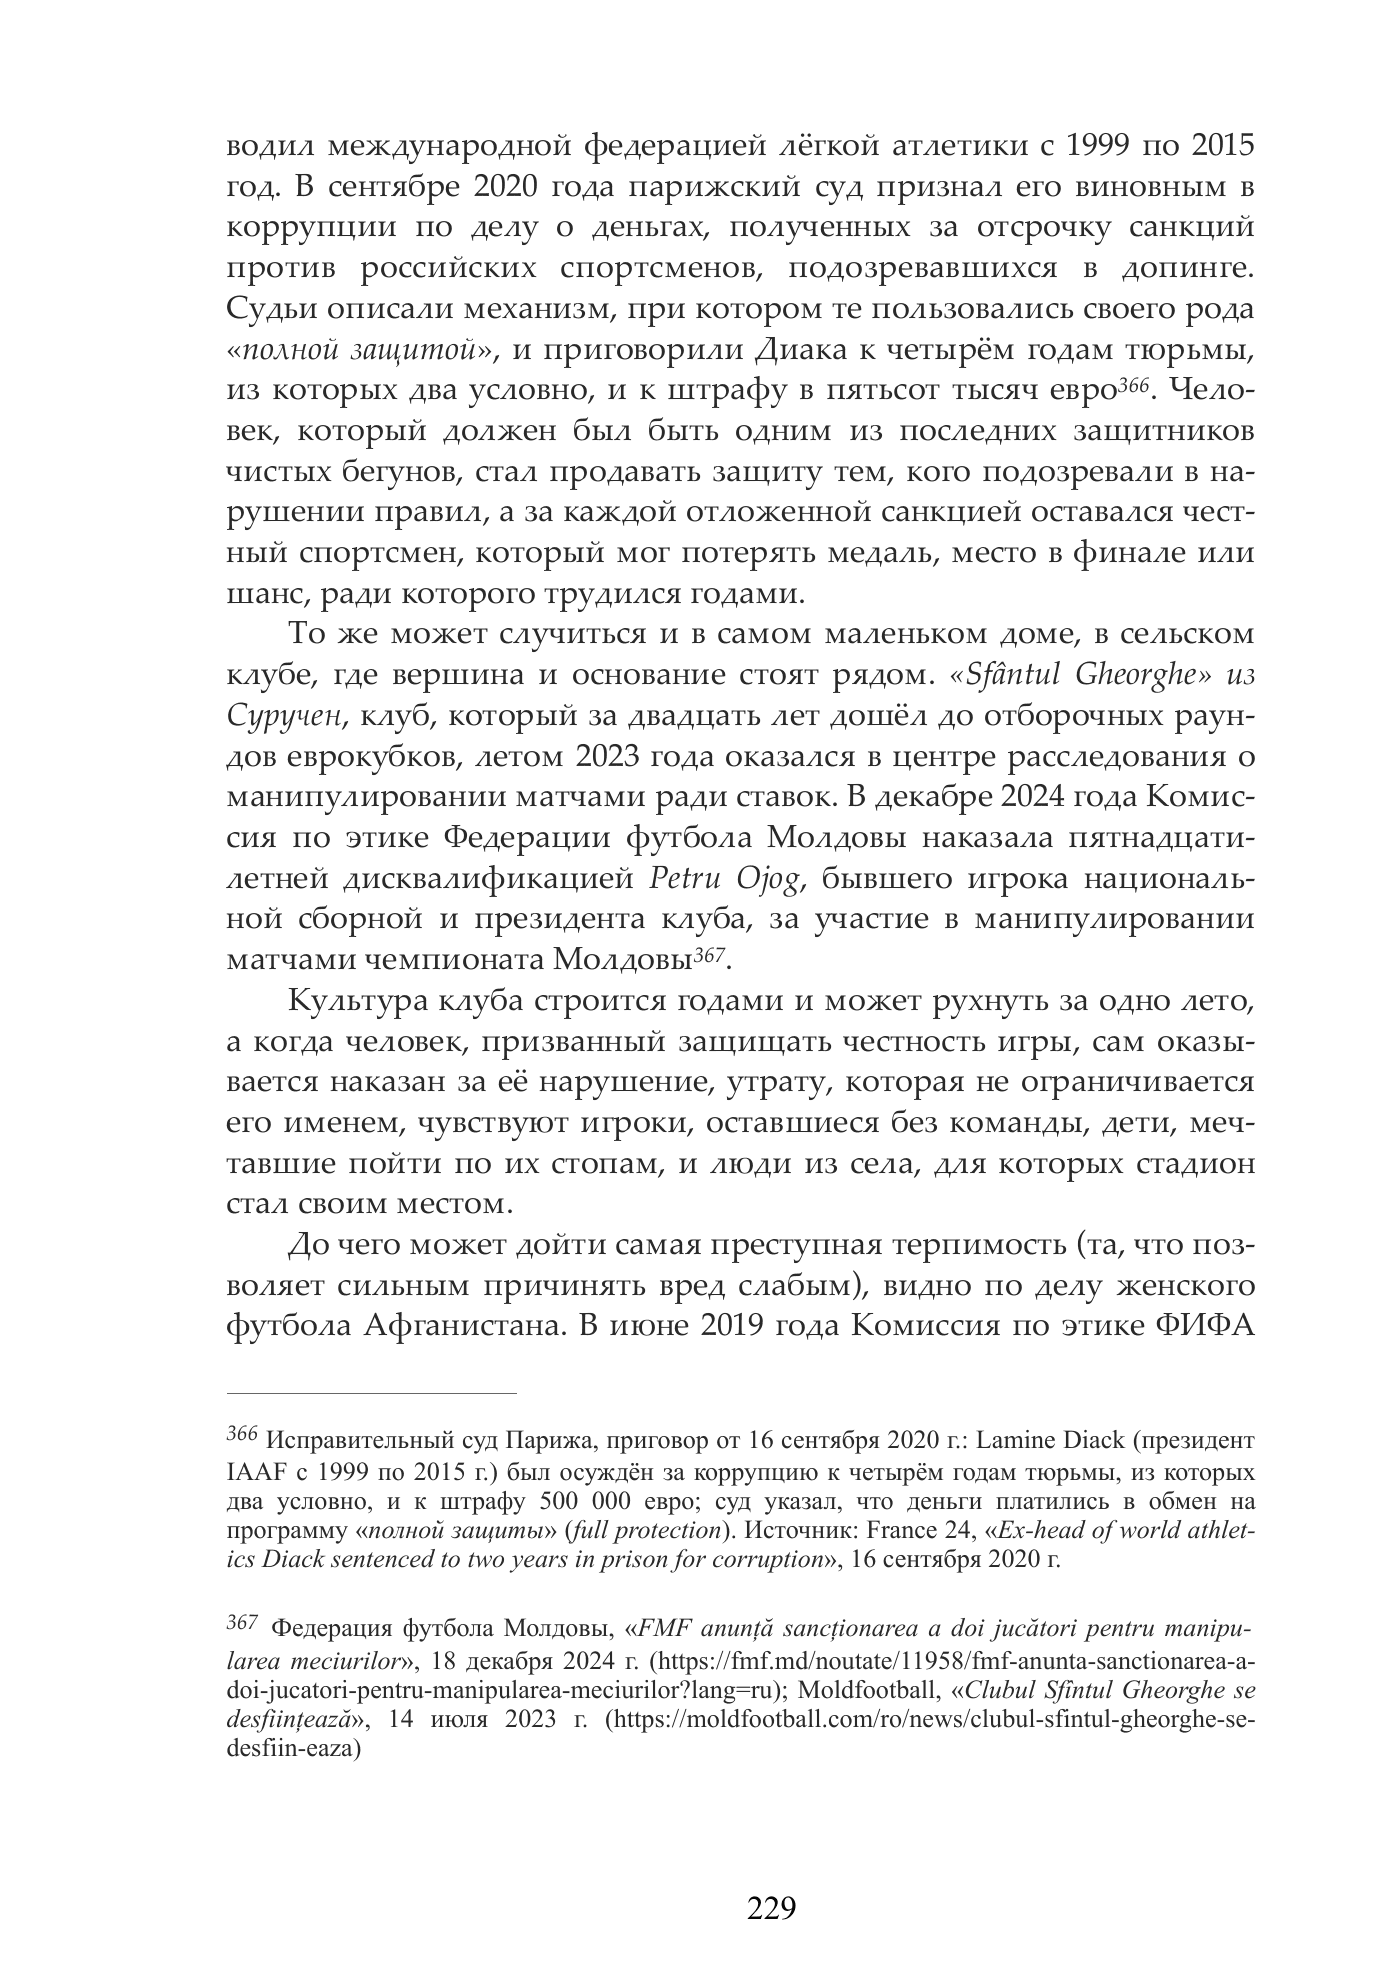 водил международной федерацией лёгкой атлетики с 1999 по 2015
год. В сентябре 2020 года парижский суд признал его виновным в
коррупции по делу о деньгах, полученных за отсрочку санкций
против российских спортсменов, подозревавшихся в допинге.
Судьи описали механизм, при котором те пользовались своего рода
«полной защитой», и приговорили Диака к четырём годам тюрьмы,
из которых два условно, и к штрафу в пятьсот тысяч евро366. Чело-
век, который должен был быть одним из последних защитников
чистых бегунов, стал продавать защиту тем, кого подозревали в на-
рушении правил, а за каждой отложенной санкцией оставался чест-
ный спортсмен, который мог потерять медаль, место в финале или
шанс, ради которого трудился годами.
То же может случиться и в самом маленьком доме, в сельском
клубе, где вершина и основание стоят рядом. «Sfântul Gheorghe» из
Суручен, клуб, который за двадцать лет дошёл до отборочных раун-
дов еврокубков, летом 2023 года оказался в центре расследования о
манипулировании матчами ради ставок. В декабре 2024 года Комис-
сия по этике Федерации футбола Молдовы наказала пятнадцати-
летней дисквалификацией Petru Ojog, бывшего игрока националь-
ной сборной и президента клуба, за участие в манипулировании
матчами чемпионата Молдовы367.
Культура клуба строится годами и может рухнуть за одно лето,
а когда человек, призванный защищать честность игры, сам оказы-
вается наказан за её нарушение, утрату, которая не ограничивается
его именем, чувствуют игроки, оставшиеся без команды, дети, меч-
тавшие пойти по их стопам, и люди из села, для которых стадион
стал своим местом.
До чего может дойти самая преступная терпимость (та, что поз-
воляет сильным причинять вред слабым), видно по делу женского
футбола Афганистана. В июне 2019 года Комиссия по этике ФИФА
366 Исправительный суд Парижа, приговор от 16 сентября 2020 г.: Lamine Diack (президент
IAAF с 1999 по 2015 г.) был осуждён за коррупцию к четырём годам тюрьмы, из которых
два условно, и к штрафу 500 000 евро; суд указал, что деньги платились в обмен на
программу «полной защиты» (full protection). Источник: France 24, «Ex-head of world athlet-
ics Diack sentenced to two years in prison for corruption», 16 сентября 2020 г.
367 Федерация футбола Молдовы, «FMF anunță sancționarea a doi jucători pentru manipu-
larea meciurilor», 18 декабря 2024 г. (https://fmf.md/noutate/11958/fmf-anunta-sanctionarea-a-
doi-jucatori-pentru-manipularea-meciurilor?lang=ru); Moldfootball, «Clubul Sfîntul Gheorghe se
desființează», 14 июля 2023 г. (https://moldfootball.com/ro/news/clubul-sfintul-gheorghe-se-
desfiin-eaza)
229